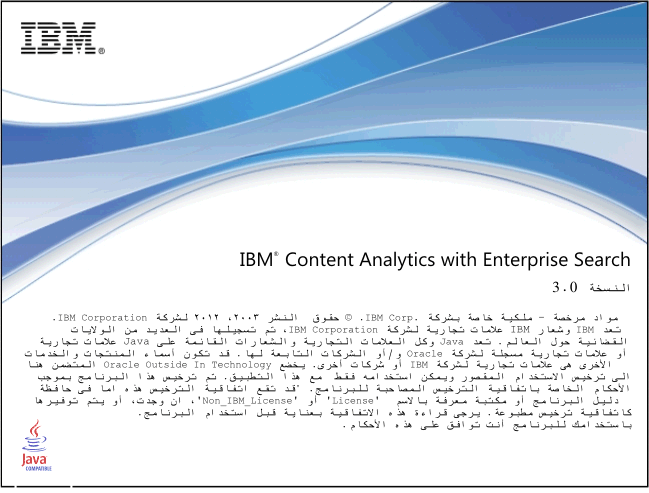 IBM®
IBM® Content Analytics with Enterprise Search
النسخة 3.0
مواد مرخصة - ملكية خاصة بشركة IBM Corp. © حقوق النشر ٢٠٠٣، ٢٠١٢ لشركة IBM Corporation.
تعد IBM وشعار IBM علامات تجارية لشركة IBM Corporation، تم تسجيلها فى العديد من الولايات
القضائية حول العالم. تعد Java وكل العلامات التجارية والشعارات القائمة على Java علامات تجارية
أو علامات تجارية مسجلة لشركة Oracle و/أو الشركات التابعة لها. قد تكون أسماء المنتجات والخدمات
الأخرى هى علامات تجارية لشركة IBM أو شركات أخرى. يخضع Oracle Outside In Technology المتضمن هنا
الى ترخيص الاستخدام المقصور ويمكن استخدامه فقط مع هذا التطبيق. تم ترخيص هذا البرنامج بموجب
الأحكام الخاصة باتفاقية الترخيص المصاحبة للبرنامج. قد تقع اتفاقية الترخيص هذه اما فى حافظة
دليل البرنامج أو مكتبة معرفة بالاسم 'License' أو 'Non_IBM_License'، ان وجدت، أو يتم توفيرها
كاتفاقية ترخيص مطبوعة. يرجى قراءة هذه الاتفاقية بعناية قبل استخدام البرنامج.
باستخدامك للبرنامج أنت توافق على هذه الأحكام.
Java
COMPATIBLE